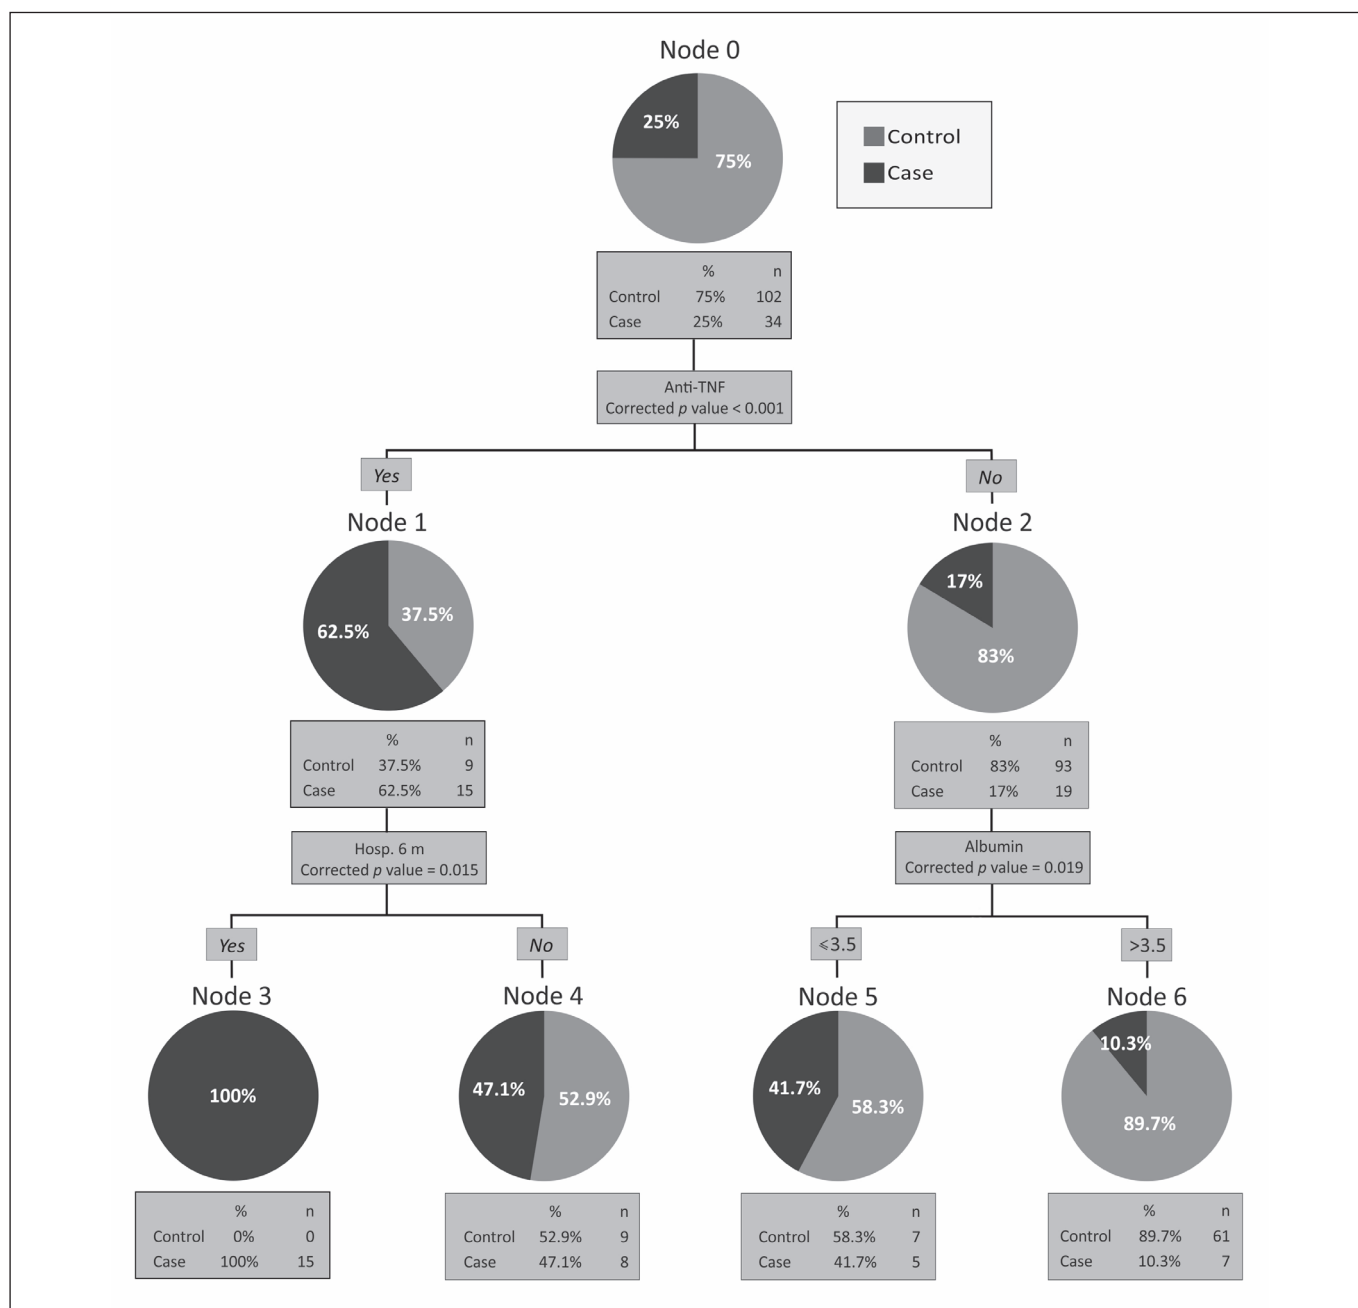 Node 0
25%
75%
Control
Case
% n
Control 75% 102
Case 25% 34
Anti-TNF
Corrected p value < 0.001
Yes
No
Node 1
37.5%
62.5%
Node 2
17%
83%
% n
Control 37.5% 9
Case 62.5% 15
% n
Control 83% 93
Case 17% 19
Hosp. 6 m
Corrected p value = 0.015
Albumin
Corrected p value = 0.019
Yes
No
⩽3.5
>3.5
Node 3
100%
Node 4
47.1%
52.9%
Node 5
41.7%
58.3%
Node 6
10.3%
89.7%
% n
Control 0% 0
Case 100% 15
% n
Control 52.9% 9
Case 47.1% 8
% n
Control 58.3% 7
Case 41.7% 5
% n
Control 89.7% 61
Case 10.3% 7